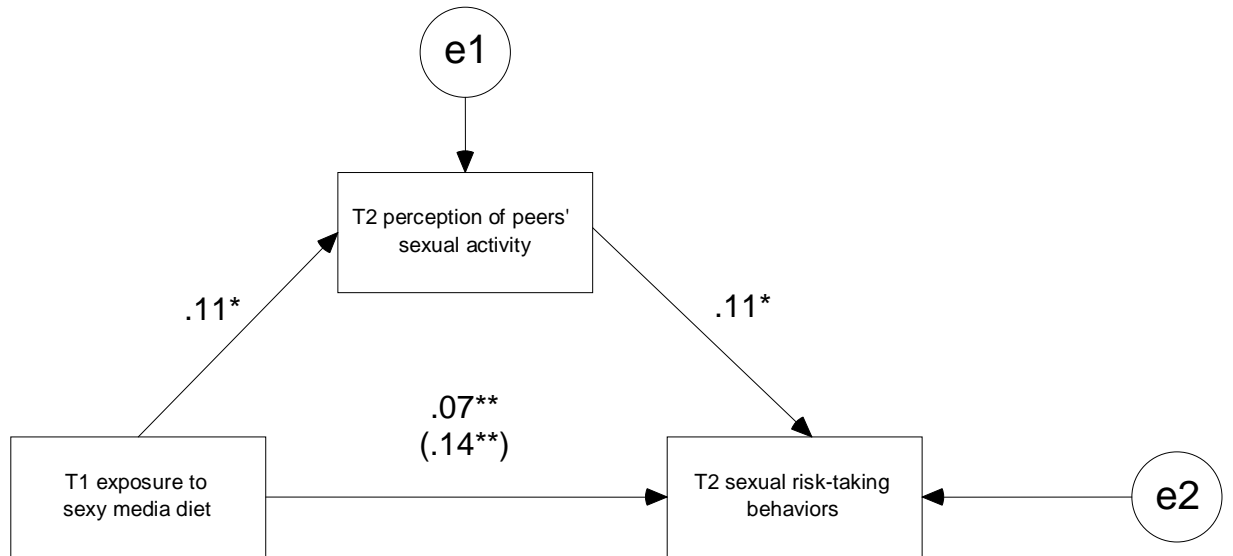 e1
T2 perception of peers'
sexual activity
.11*
.11*
.07**
(.14**)
T1 exposure to
sexy media diet
T2 sexual risk-taking
behaviors
e2